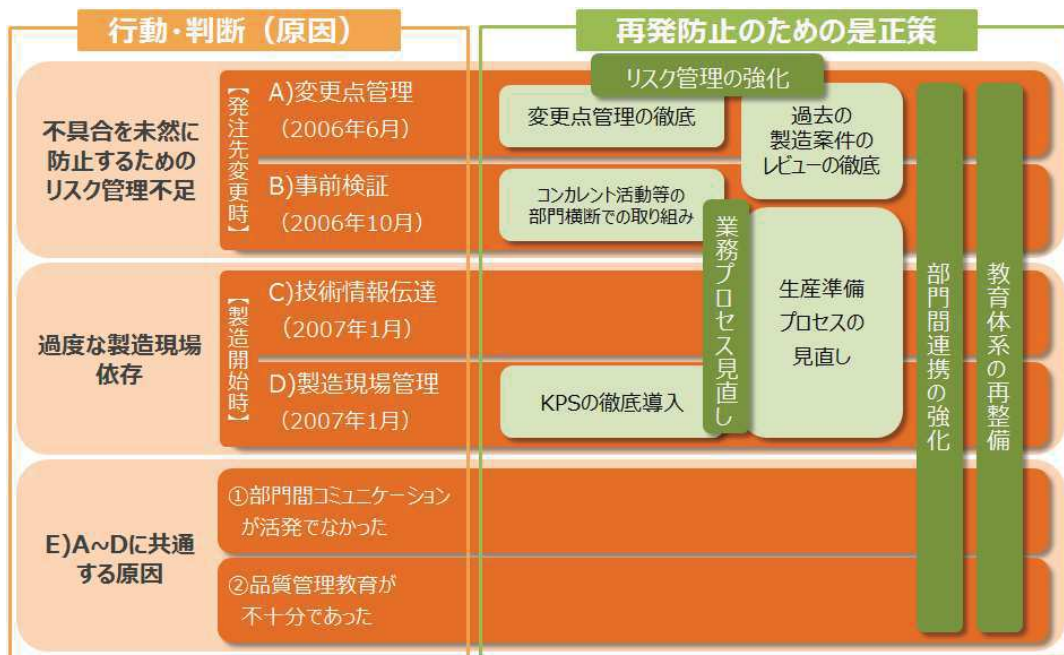 行動・判断（原因）
再発防止のための是正策
不具合を未然に
防止するための
リスク管理不足
【発注先変更時】
A)変更点管理
（2006年6月）
B)事前検証
（2006年10月）
リスク管理の強化
変更点管理の徹底
過去の
製造案件の
レビューの徹底
コンカレント活動等の
部門横断での取り組み
過度な製造現場
依存
【製造開始時】
C)技術情報伝達
（2007年1月）
D)製造現場管理
（2007年1月）
業務プロセス見直し
生産準備
プロセスの
見直し
KPSの徹底導入
部門間連携の強化
教育体系の再整備
E)A~Dに共通
する原因
①部門間コミュニケーション
が活発でなかった
②品質管理教育が
不十分であった